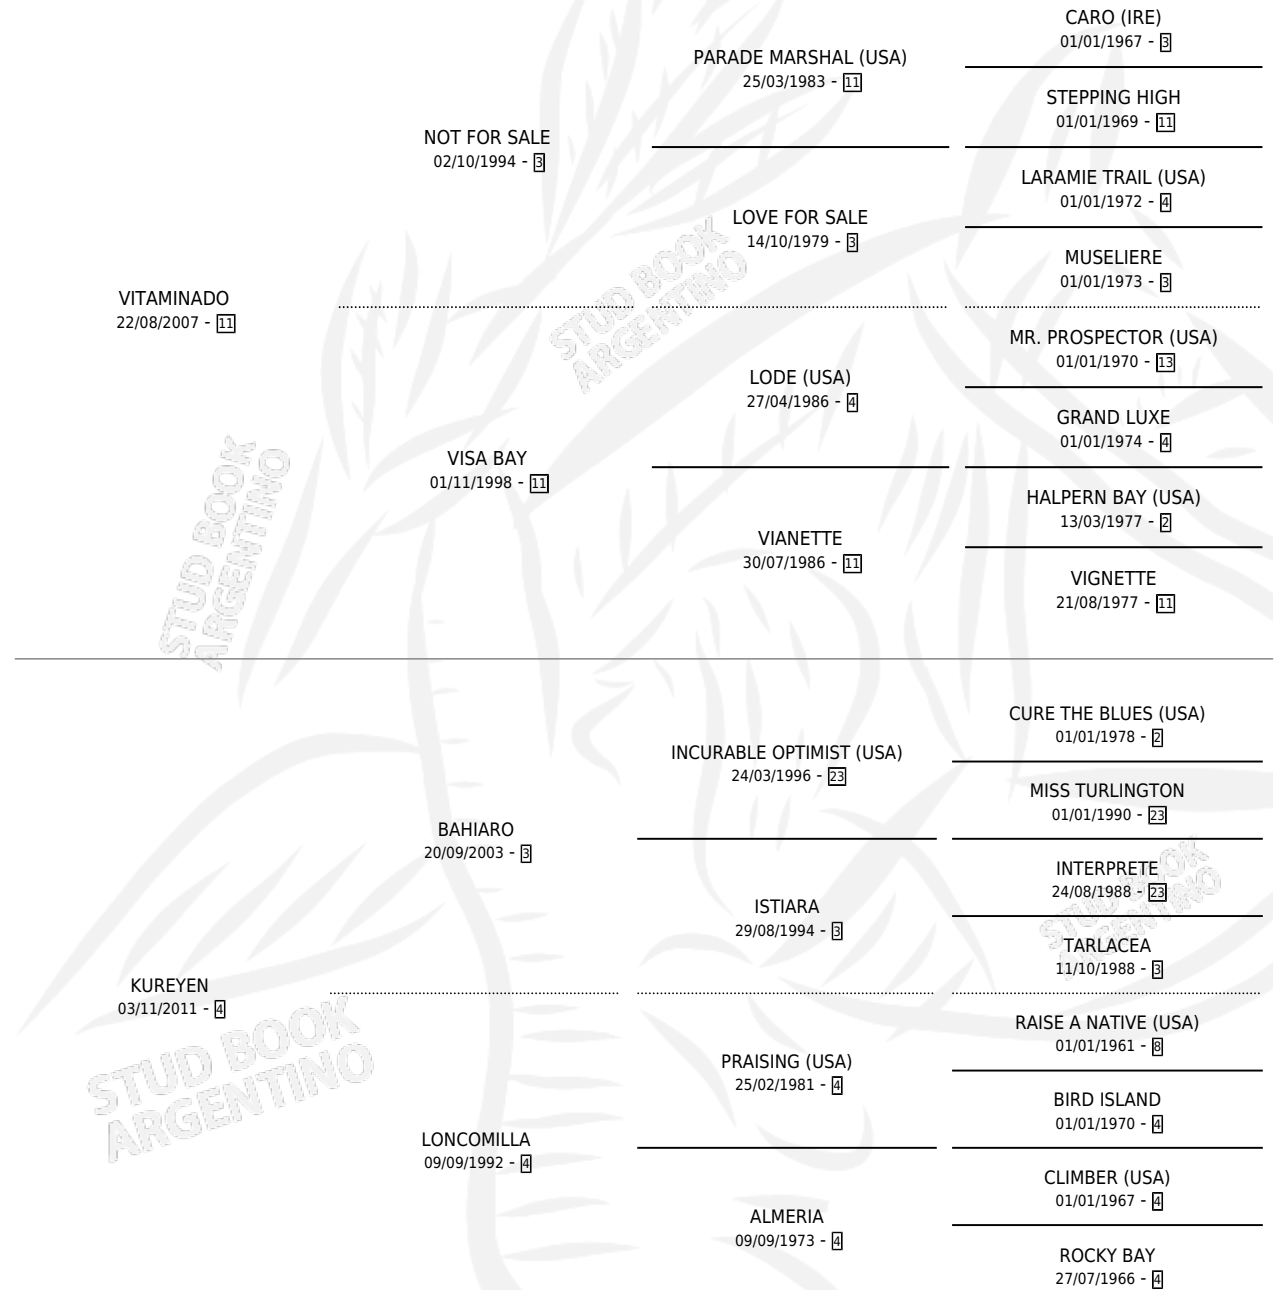 CARO (IRE)
01/01/1967 - 3
PARADE MARSHAL (USA)
25/03/1983 - 11
STEPPING HIGH
01/01/1969 - 11
NOT FOR SALE
02/10/1994 - 3
LARAMIE TRAIL (USA)
01/01/1972 - 4
LOVE FOR SALE
14/10/1979 - 3
MUSELIERE
01/01/1973 - 3
VITAMINADO
22/08/2007 - 11
MR. PROSPECTOR (USA)
01/01/1970 - 13
LODE (USA)
27/04/1986 - 4
GRAND LUXE
01/01/1974 - 4
VISA BAY
01/11/1998 - 11
HALPERN BAY (USA)
13/03/1977 - 2
VIANETTE
30/07/1986 - 11
VIGNETTE
21/08/1977 - 11
CURE THE BLUES (USA)
01/01/1978 - 2
INCURABLE OPTIMIST (USA)
24/03/1996 - 23
MISS TURLINGTON
01/01/1990 - 23
BAHIARO
20/09/2003 - 3
INTERPRETE
24/08/1988 - 23
ISTIARA
29/08/1994 - 3
TARLACEA
11/10/1988 - 3
KUREYEN
03/11/2011 - 4
RAISE A NATIVE (USA)
01/01/1961 - 8
PRAISING (USA)
25/02/1981 - 4
BIRD ISLAND
01/01/1970 - 4
LONCOMILLA
09/09/1992 - 4
CLIMBER (USA)
01/01/1967 - 4
ALMERIA
09/09/1973 - 4
ROCKY BAY
27/07/1966 - 4
STUD BOOK
ARGENTINO
STUD BOOK
ARGENTINO
STUD BOOK
ARGENTINO
STUD BOOK
ARGENTINO